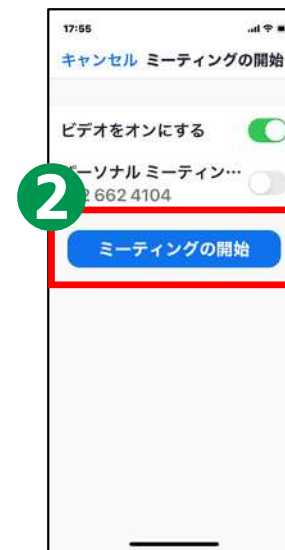 17:55
キャンセル ミーティングの開始
ビデオをオンにする
ーソナル ミーティン…
2 662 4104
2
ミーティングの開始